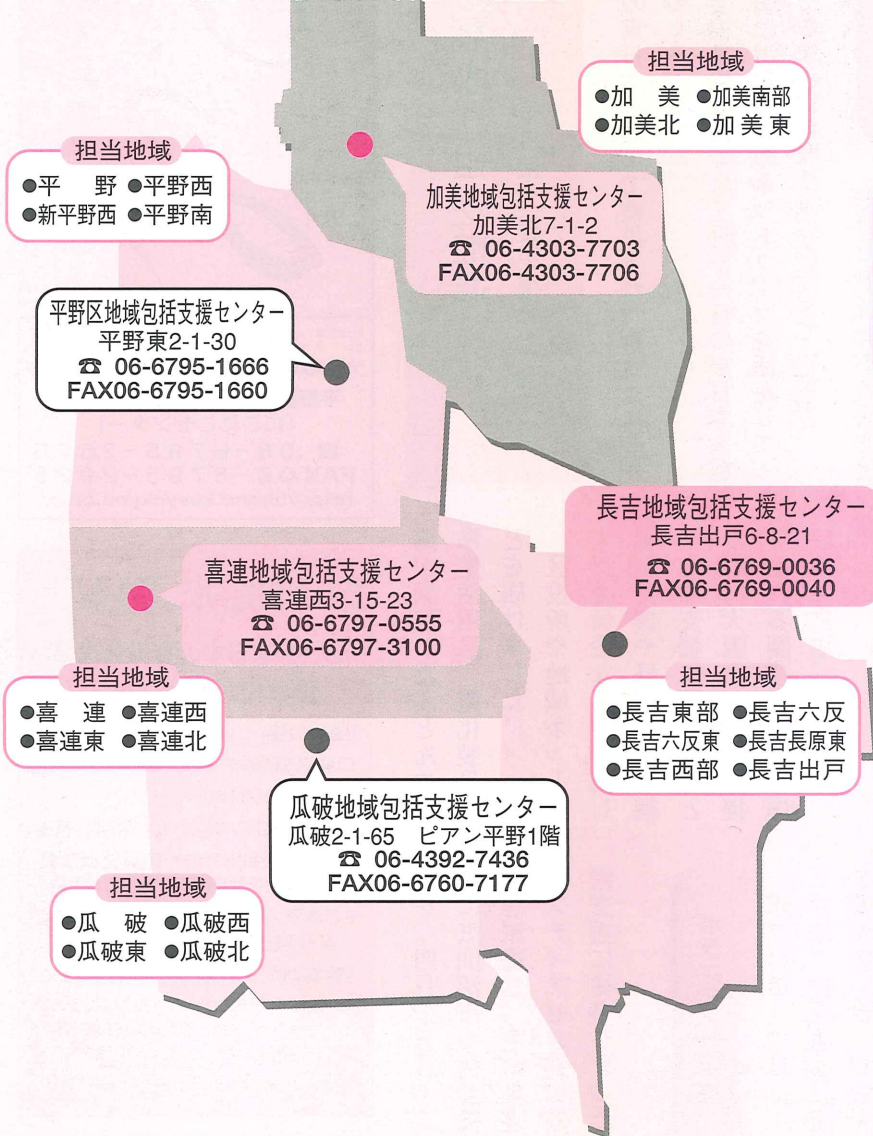 担当地域
●加　美 ●加美南部
●加美北 ●加美東
担当地域
●平　野 ●平野西
●新平野西 ●平野南
加美地域包括支援センター
加美北7-1-2
☎ 06-4303-7703
FAX06-4303-7706
平野区地域包括支援センター
平野東2-1-30
☎ 06-6795-1666
FAX06-6795-1660
長吉地域包括支援センター
長吉出戸6-8-21
☎ 06-6769-0036
FAX06-6769-0040
喜連地域包括支援センター
喜連西3-15-23
☎ 06-6797-0555
FAX06-6797-3100
担当地域
●喜　連 ●喜連西
●喜連東 ●喜連北
担当地域
●長吉東部 ●長吉六反
●長吉六反東 ●長吉長原東
●長吉西部 ●長吉出戸
瓜破地域包括支援センター
瓜破2-1-65　ピアン平野1階
☎ 06-4392-7436
FAX06-6760-7177
担当地域
●瓜　破 ●瓜破西
●瓜破東 ●瓜破北